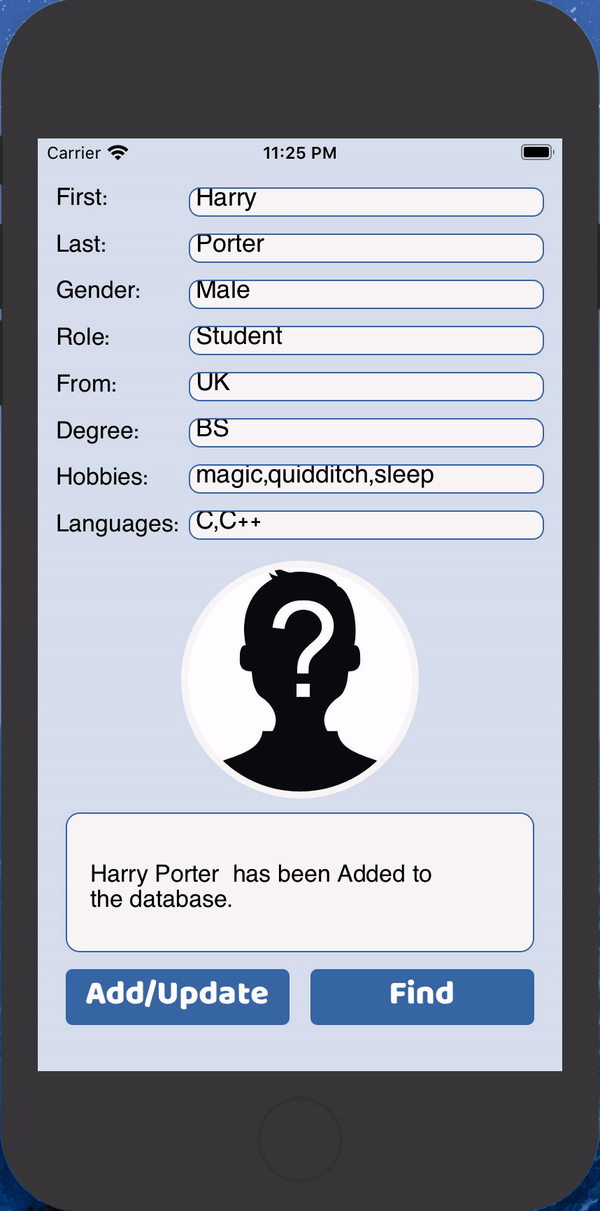 Carrier 11:25 PM
First: Harry
Last: Porter
Gender: Male
Role: Student
From: UK
Degree: BS
Hobbies: magic,quidditch,sleep
Languages: C,C++
?
Harry Porter  has been Added to
the database.
Add/Update Find